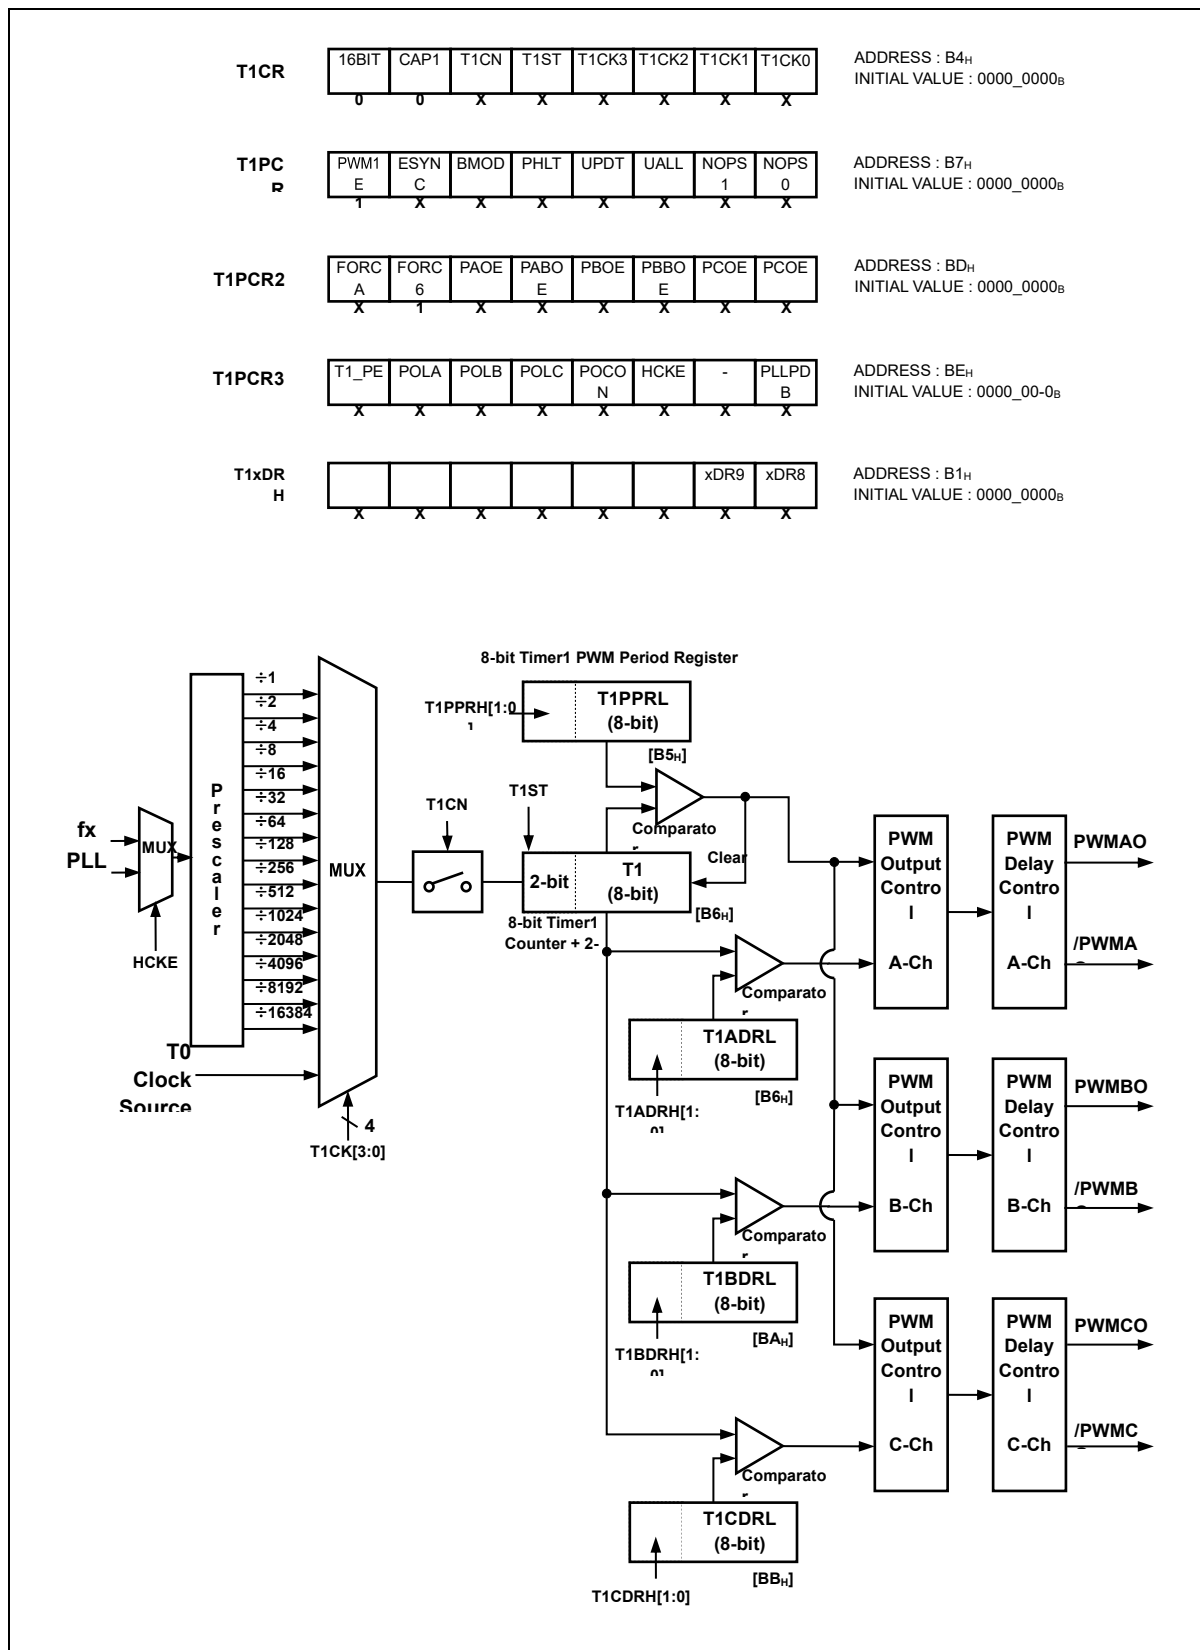 T1CR
16BIT CAP1 T1CN T1ST T1CK3 T1CK2 T1CK1 T1CK0
0 0 X X X X X X
ADDRESS : B4H
INITIAL VALUE : 0000_0000B
T1PC
R
PWM1 ESYN BMOD PHLT UPDT UALL NOPS NOPS
E C 1 0
1 X X X X X X X
ADDRESS : B7H
INITIAL VALUE : 0000_0000B
T1PCR2
FORC FORC PAOE PABO PBOE PBBO PCOE PCOE
A 6 E E
X 1 X X X X X X
ADDRESS : BDH
INITIAL VALUE : 0000_0000B
T1PCR3
T1_PE POLA POLB POLC POCO HCKE - PLLPD
N B
X X X X X X X X
ADDRESS : BEH
INITIAL VALUE : 0000_00-0B
T1xDR
H
xDR9 xDR8
X X X X X X X X
ADDRESS : B1H
INITIAL VALUE : 0000_0000B
8-bit Timer1 PWM Period Register
T1PPRH[1:0
]
T1PPRL
(8-bit)
[B5H]
fx
PLL
MUX
HCKE
Prescaler
÷1
÷2
÷4
÷8
÷16
÷32
÷64
÷128
÷256
÷512
÷1024
÷2048
÷4096
÷8192
÷16384
T0
Clock
Source
MUX
4
T1CK[3:0]
T1CN
T1ST
Comparato
r
Clear
2-bit
T1
(8-bit)
[B6H]
8-bit Timer1
Counter + 2-
Comparato
r
T1ADRL
(8-bit)
[B6H]
T1ADRH[1:
0]
Comparato
r
T1BDRL
(8-bit)
[BAH]
T1BDRH[1:
0]
Comparato
r
T1CDRL
(8-bit)
[BBH]
T1CDRH[1:0]
PWM
Output
Contro
l
A-Ch
PWM
Delay
Contro
l
A-Ch
PWMAO
/PWMA
PWM
Output
Contro
l
B-Ch
PWM
Delay
Contro
l
B-Ch
PWMBO
/PWMB
PWM
Output
Contro
l
C-Ch
PWM
Delay
Contro
l
C-Ch
PWMCO
/PWMC